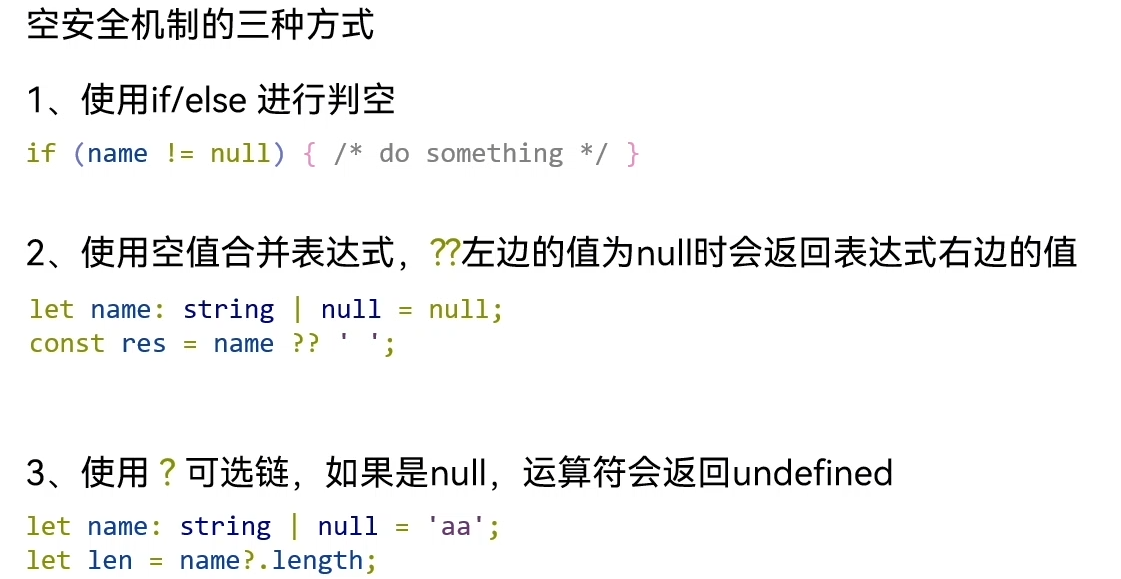 空安全机制的三种方式
1、使用if/else 进行判空
if (name != null) { /* do something */ }
2、使用空值合并表达式，??左边的值为null时会返回表达式右边的值
let name: string | null = null;
const res = name ?? ' ';
3、使用 ? 可选链，如果是null，运算符会返回undefined
let name: string | null = 'aa';
let len = name?.length;